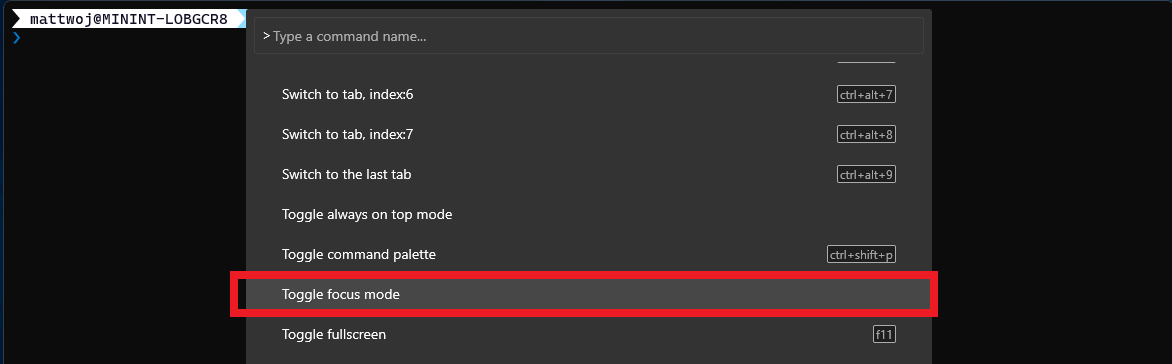 mattwoj@MININT-LOBGCR8
❯
>Type a command name...
Switch to tab, index:6 ctrl+alt+7
Switch to tab, index:7 ctrl+alt+8
Switch to the last tab ctrl+alt+9
Toggle always on top mode
Toggle command palette ctrl+shift+p
Toggle focus mode
Toggle fullscreen f11